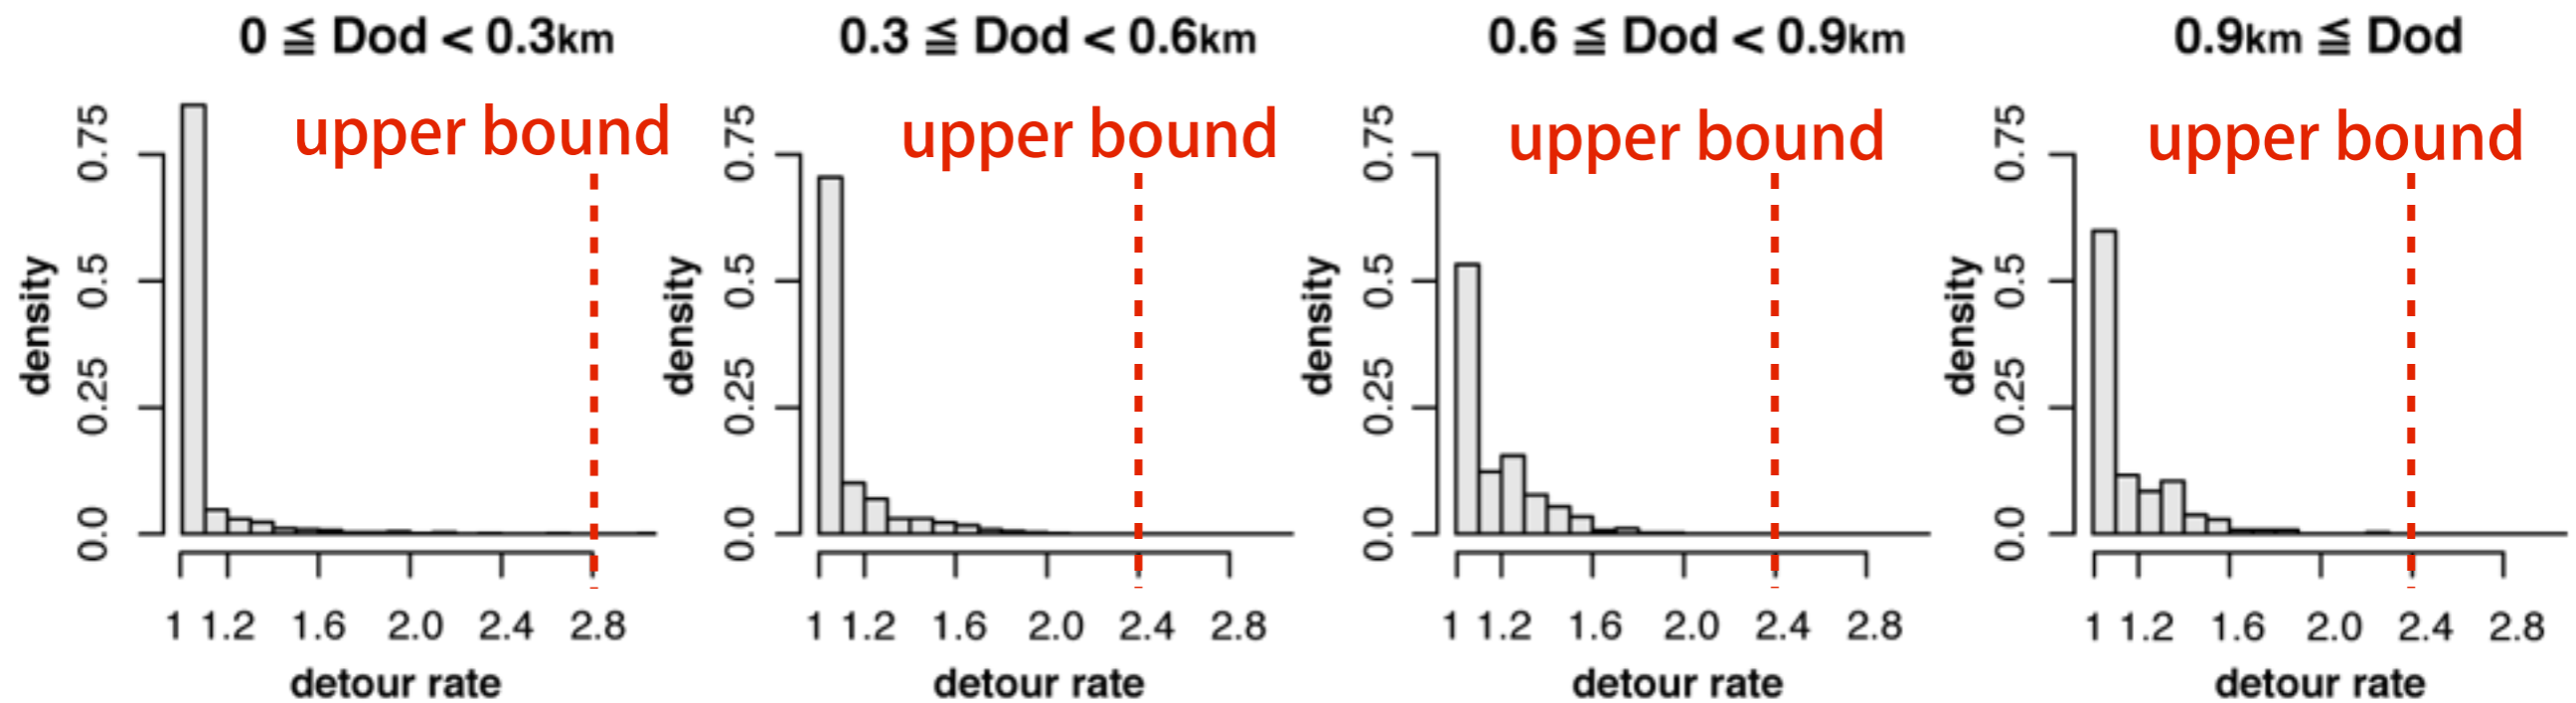 0 ≦ Dod < 0.3km
upper bound
density
0.75
0.5
0.25
0.0
1 1.2 1.6 2.0 2.4 2.8
detour rate
0.3 ≦ Dod < 0.6km
upper bound
density
0.75
0.5
0.25
0.0
1 1.2 1.6 2.0 2.4 2.8
detour rate
0.6 ≦ Dod < 0.9km
upper bound
density
0.75
0.5
0.25
0.0
1 1.2 1.6 2.0 2.4 2.8
detour rate
0.9km ≦ Dod
upper bound
density
0.75
0.5
0.25
0.0
1 1.2 1.6 2.0 2.4 2.8
detour rate